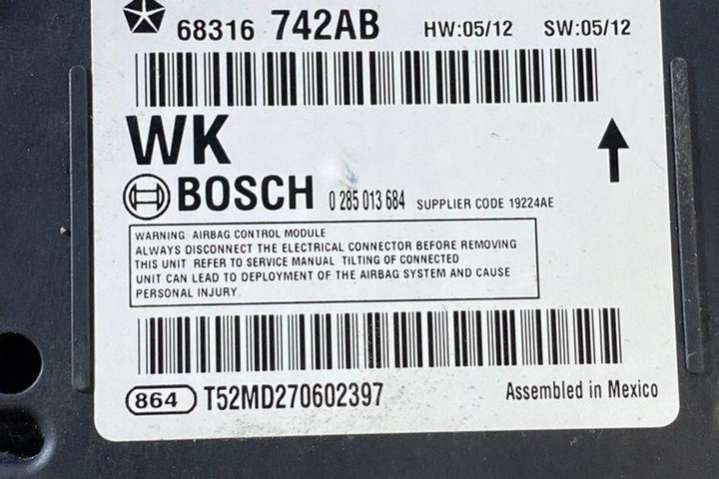 68316 742AB HW:05/12 SW:05/12
WK
BOSCH 0 285 013 684 SUPPLIER CODE 19224AE
WARNING: AIRBAG CONTROL MODULE
ALWAYS DISCONNECT THE ELECTRICAL CONNECTOR BEFORE REMOVING
THIS UNIT REFER TO SERVICE MANUAL TILTING OF CONNECTED
UNIT CAN LEAD TO DEPLOYMENT OF THE AIRBAG SYSTEM AND CAUSE
PERSONAL INJURY.
864 T52MD270602397 Assembled in Mexico